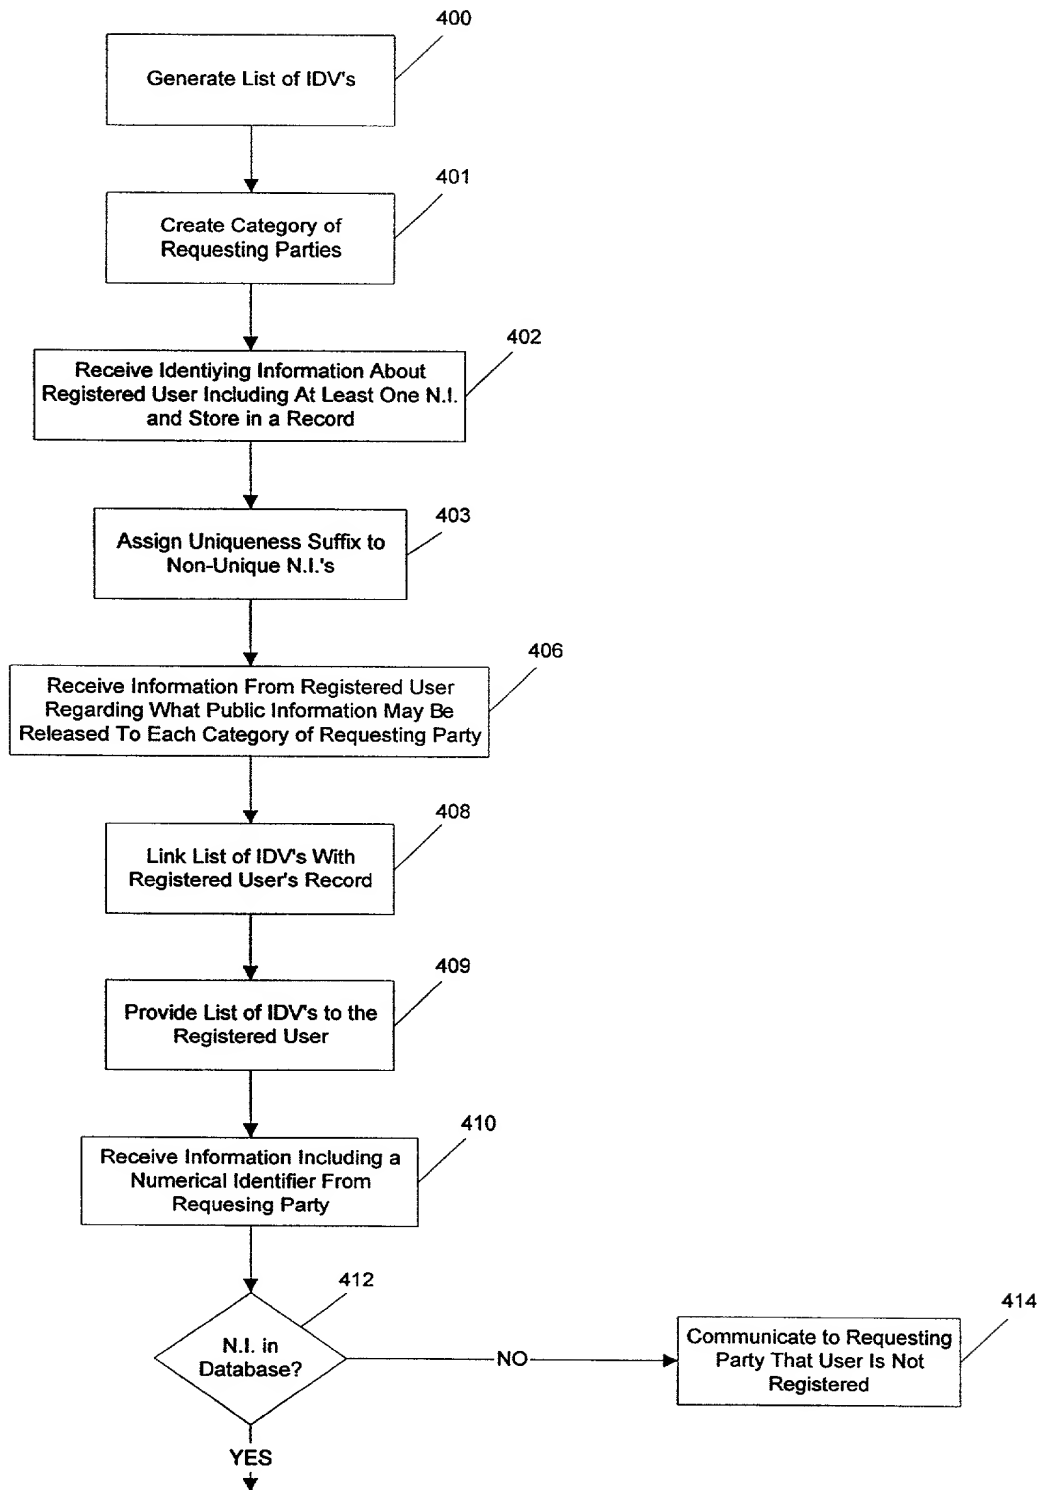 400
Generate List of IDV's
401
Create Category of
Requesting Parties
402
Receive Identiying Information About
Registered User Including At Least One N.I.
and Store in a Record
403
Assign Uniqueness Suffix to
Non-Unique N.I.'s
406
Receive Information From Registered User
Regarding What Public Information May Be
Released To Each Category of Requesting Party
408
Link List of IDV's With
Registered User's Record
409
Provide List of IDV's to the
Registered User
410
Receive Information Including a
Numerical Identifier From
Requesing Party
412
N.I. in
Database?
NO
414
Communicate to Requesting
Party That User Is Not
Registered
YES